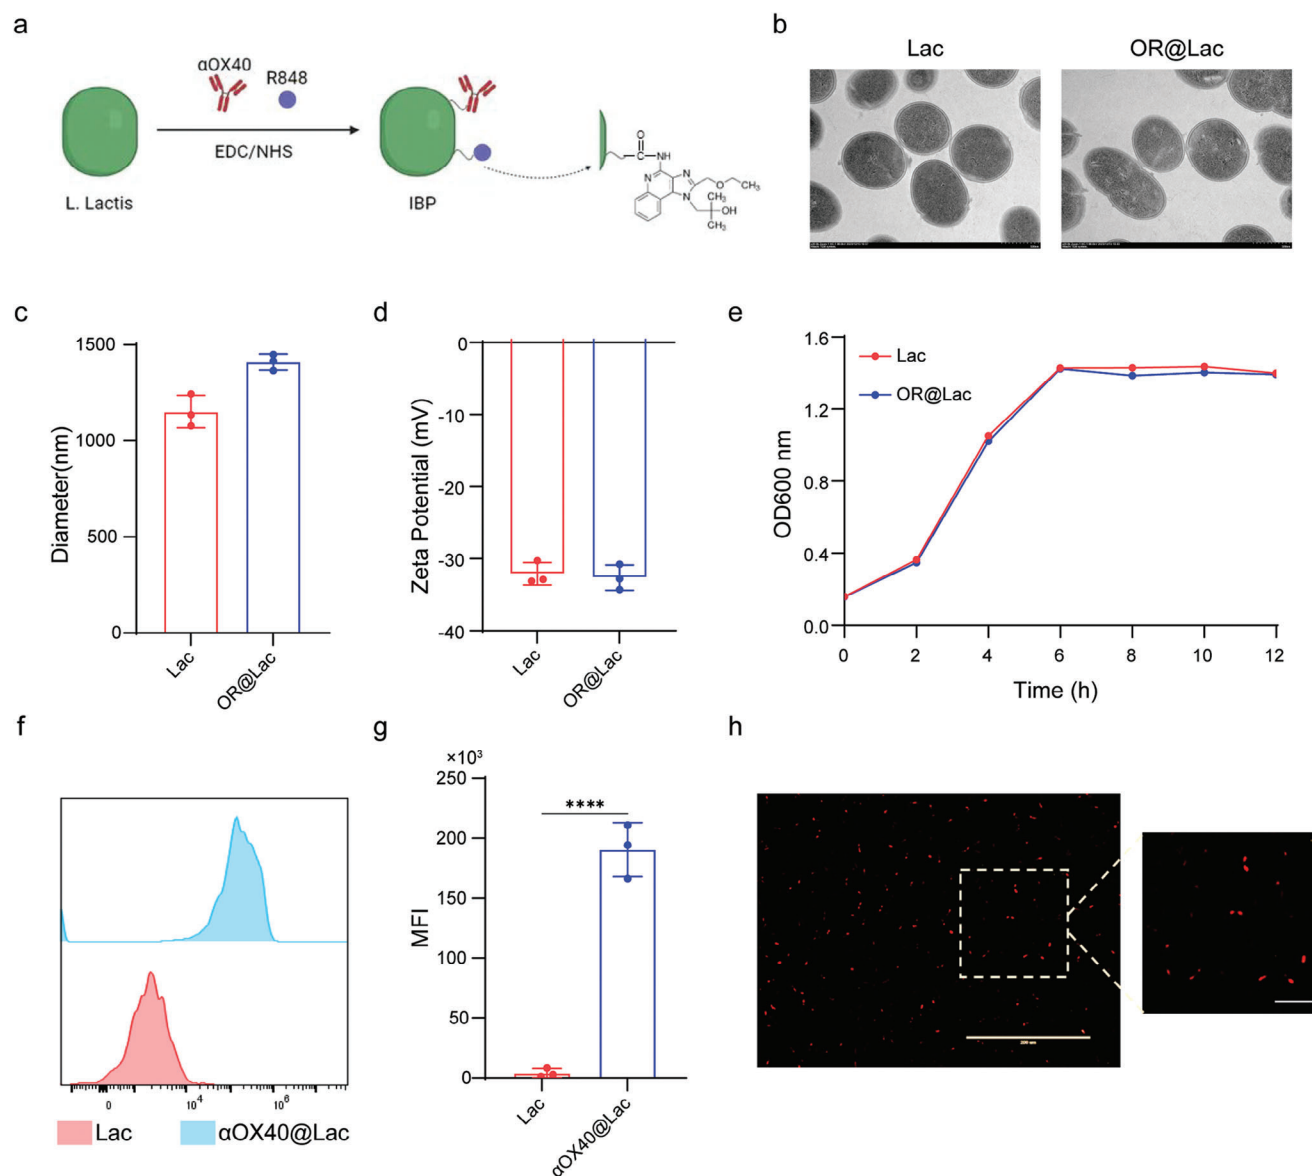 a
αOX40
R848
EDC/NHS
L. Lactis
IBP
O
C
NH
N
N
N
O
CH₃
CH₃
OH
CH₃
b
Lac
OR@Lac
c
Diameter(nm)
1500
1000
500
0
Lac
OR@Lac
d
Zeta Potential (mV)
0
-10
-20
-30
-40
Lac
OR@Lac
e
OD600 nm
1.6
1.2
0.8
0.4
0.0
Lac
OR@Lac
0 2 4 6 8 10 12
Time (h)
f
0 10⁴ 10⁶
Lac
αOX40@Lac
g
×10³
MFI
250
200
150
100
50
0
****
Lac
αOX40@Lac
h